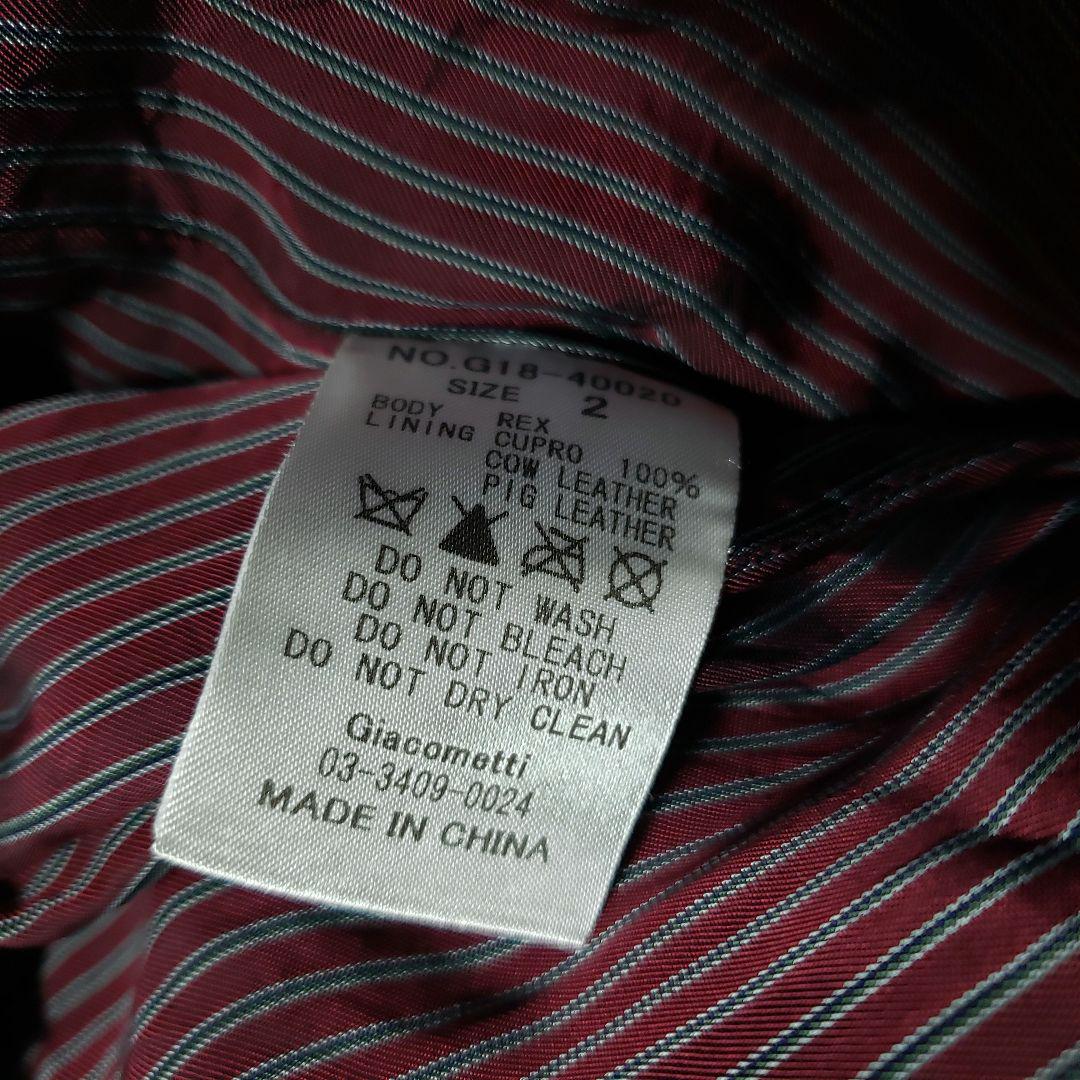 NO.G18-40020
SIZE 2
BODY REX
LINING CUPRO 100%
COW LEATHER
PIG LEATHER
DO NOT WASH
DO NOT BLEACH
DO NOT IRON
DO NOT DRY CLEAN
Giacometti
03-3409-0024
MADE IN CHINA